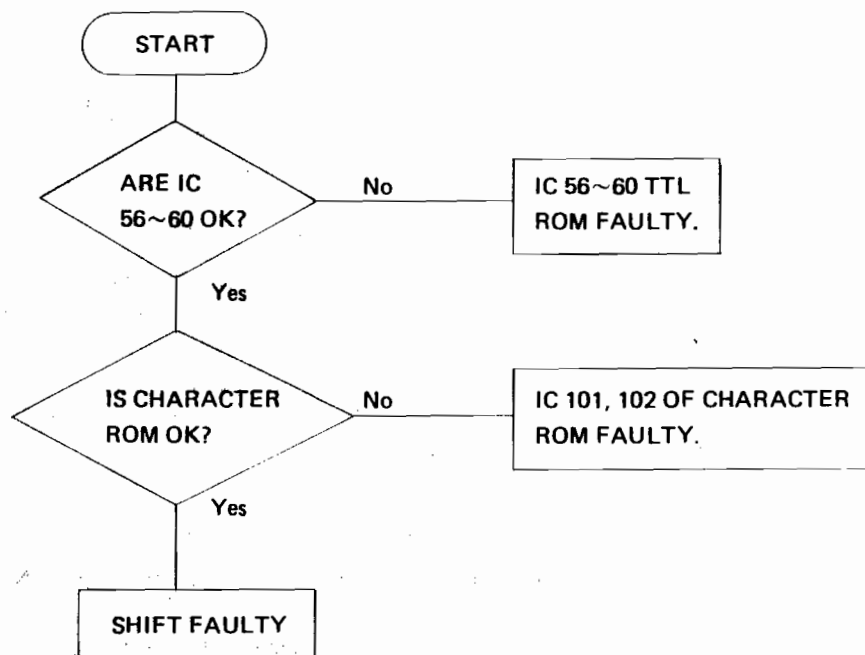 START
ARE IC
56~60 OK?
No
IC 56~60 TTL
ROM FAULTY.
Yes
IS CHARACTER
ROM OK?
No
IC 101, 102 OF CHARACTER
ROM FAULTY.
Yes
SHIFT FAULTY